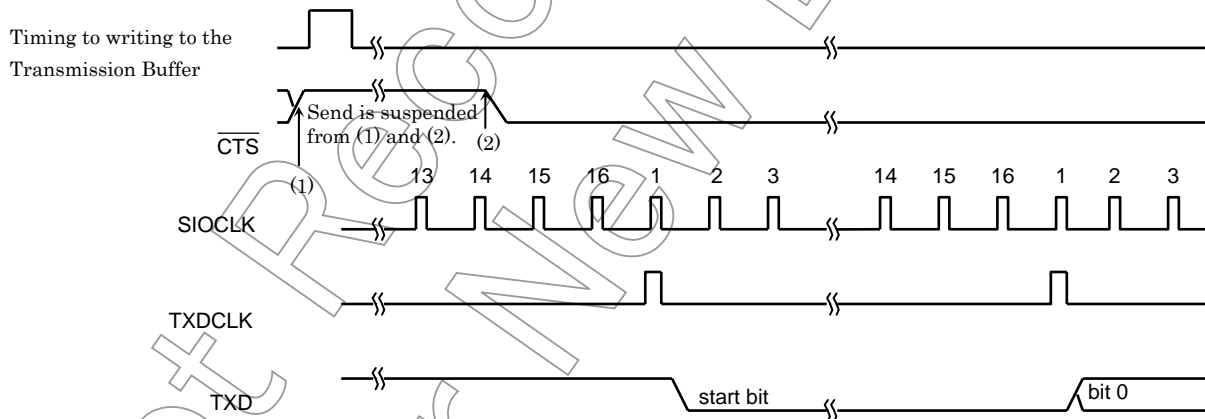 Timing to writing to the
Transmission Buffer
Send is suspended
from (1) and (2).
CTS
(2)
(1)
13 14 15 16 1 2 3 14 15 16 1 2 3
SIOCLK
TXDCLK
start bit
bit 0
TXD